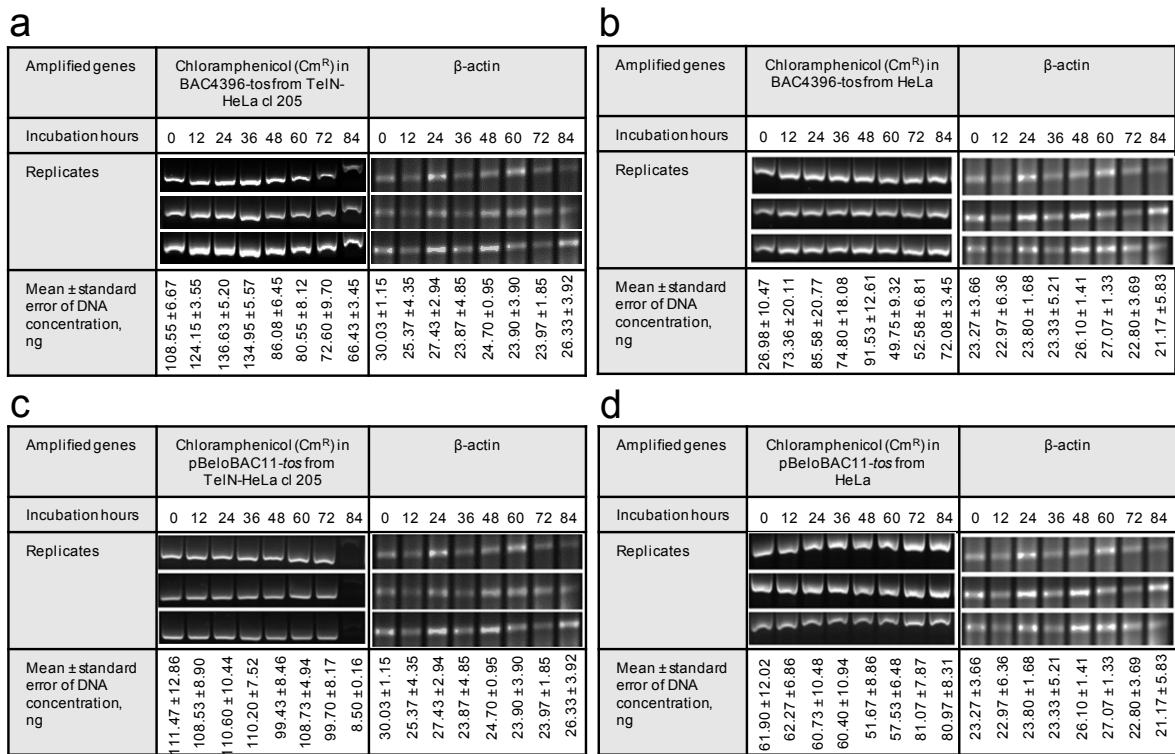 a
Amplified genes
Chloramphenicol (CmR) in
BAC4396-tosfrom TelN-
HeLa cl 205
β-actin
Incubation hours
0 12 24 36 48 60 72 84
0 12 24 36 48 60 72 84
Replicates
Mean ± standard
error of DNA
concentration,
ng
108.55 ± 6.67
124.15 ± 3.55
136.63 ± 5.20
134.95 ± 5.57
86.08 ± 6.45
80.55 ± 8.12
72.60 ± 9.70
66.43 ± 3.45
30.03 ± 1.15
25.37 ± 4.35
27.43 ± 2.94
23.87 ± 4.85
24.70 ± 0.95
23.90 ± 3.90
23.97 ± 1.85
26.33 ± 3.92
b
Amplified genes
Chloramphenicol (CmR) in
BAC4396-tosfrom HeLa
β-actin
Incubation hours
0 12 24 36 48 60 72 84
0 12 24 36 48 60 72 84
Replicates
Mean ± standard
error of DNA
concentration,
ng
26.98 ± 10.47
73.36 ± 20.11
85.58 ± 20.77
74.80 ± 18.08
91.53 ± 12.61
49.75 ± 9.32
52.58 ± 6.81
72.08 ± 3.45
23.27 ± 3.66
22.97 ± 6.36
23.80 ± 1.68
23.33 ± 5.21
26.10 ± 1.41
27.07 ± 1.33
22.80 ± 3.69
21.17 ± 5.83
c
Amplified genes
Chloramphenicol (CmR) in
pBeloBAC11-tos from
TelN-HeLa cl 205
β-actin
Incubation hours
0 12 24 36 48 60 72 84
0 12 24 36 48 60 72 84
Replicates
Mean ± standard
error of DNA
concentration,
ng
111.47 ± 12.86
108.53 ± 8.90
110.60 ± 10.44
110.20 ± 7.52
99.43 ± 8.46
108.73 ± 4.94
99.70 ± 8.17
8.50 ± 0.16
30.03 ± 1.15
25.37 ± 4.35
27.43 ± 2.94
23.87 ± 4.85
24.70 ± 0.95
23.90 ± 3.90
23.97 ± 1.85
26.33 ± 3.92
d
Amplified genes
Chloramphenicol (CmR) in
pBeloBAC11-tos from
HeLa
β-actin
Incubation hours
0 12 24 36 48 60 72 84
0 12 24 36 48 60 72 84
Replicates
Mean ± standard
error of DNA
concentration,
ng
61.90 ± 12.02
62.27 ± 6.86
60.73 ± 10.48
60.40 ± 10.94
51.67 ± 8.86
57.53 ± 6.48
81.07 ± 7.87
80.97 ± 8.31
23.27 ± 3.66
22.97 ± 6.36
23.80 ± 1.68
23.33 ± 5.21
26.10 ± 1.41
27.07 ± 1.33
22.80 ± 3.69
21.17 ± 5.83